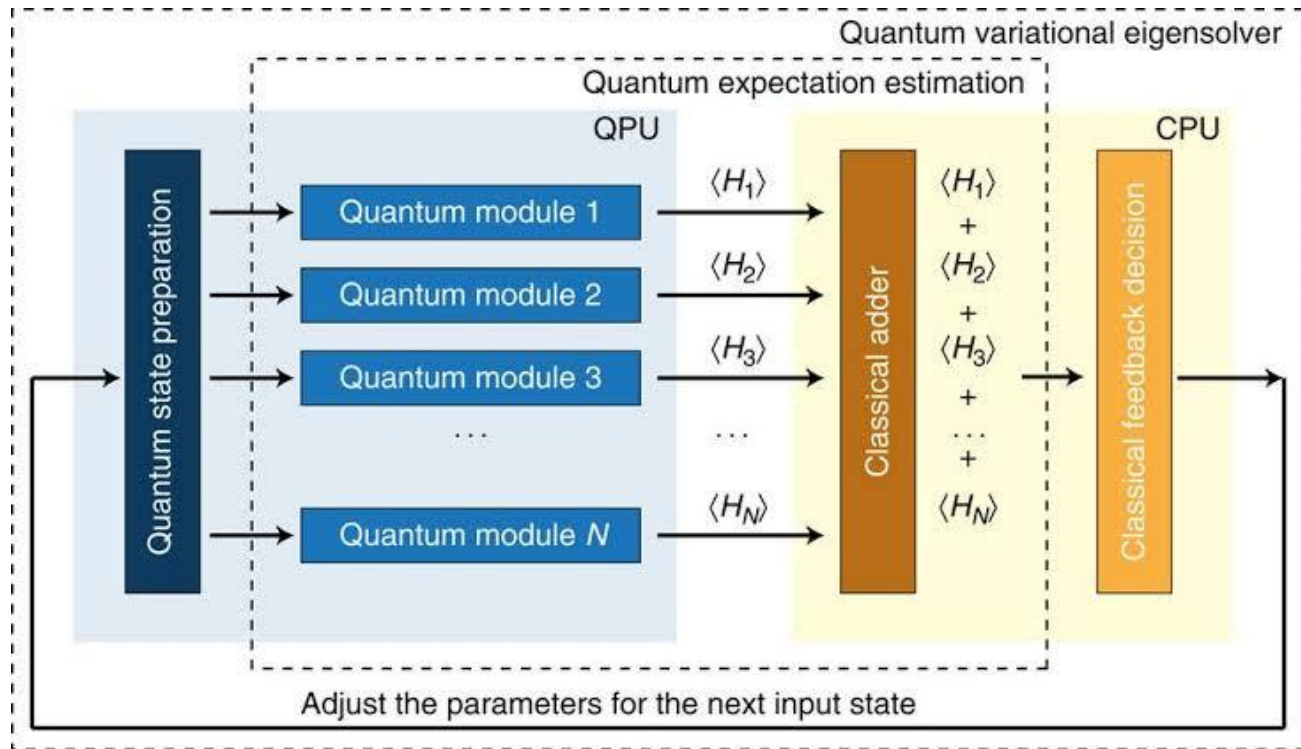 Quantum variational eigensolver
Quantum expectation estimation
QPU
CPU
Quantum state preparation
Quantum module 1
Quantum module 2
Quantum module 3
...
Quantum module N
⟨H₁⟩
⟨H₂⟩
⟨H₃⟩
...
⟨H_N⟩
Classical adder
⟨H₁⟩
+
⟨H₂⟩
+
⟨H₃⟩
+
...
+
⟨H_N⟩
Classical feedback decision
Adjust the parameters for the next input state